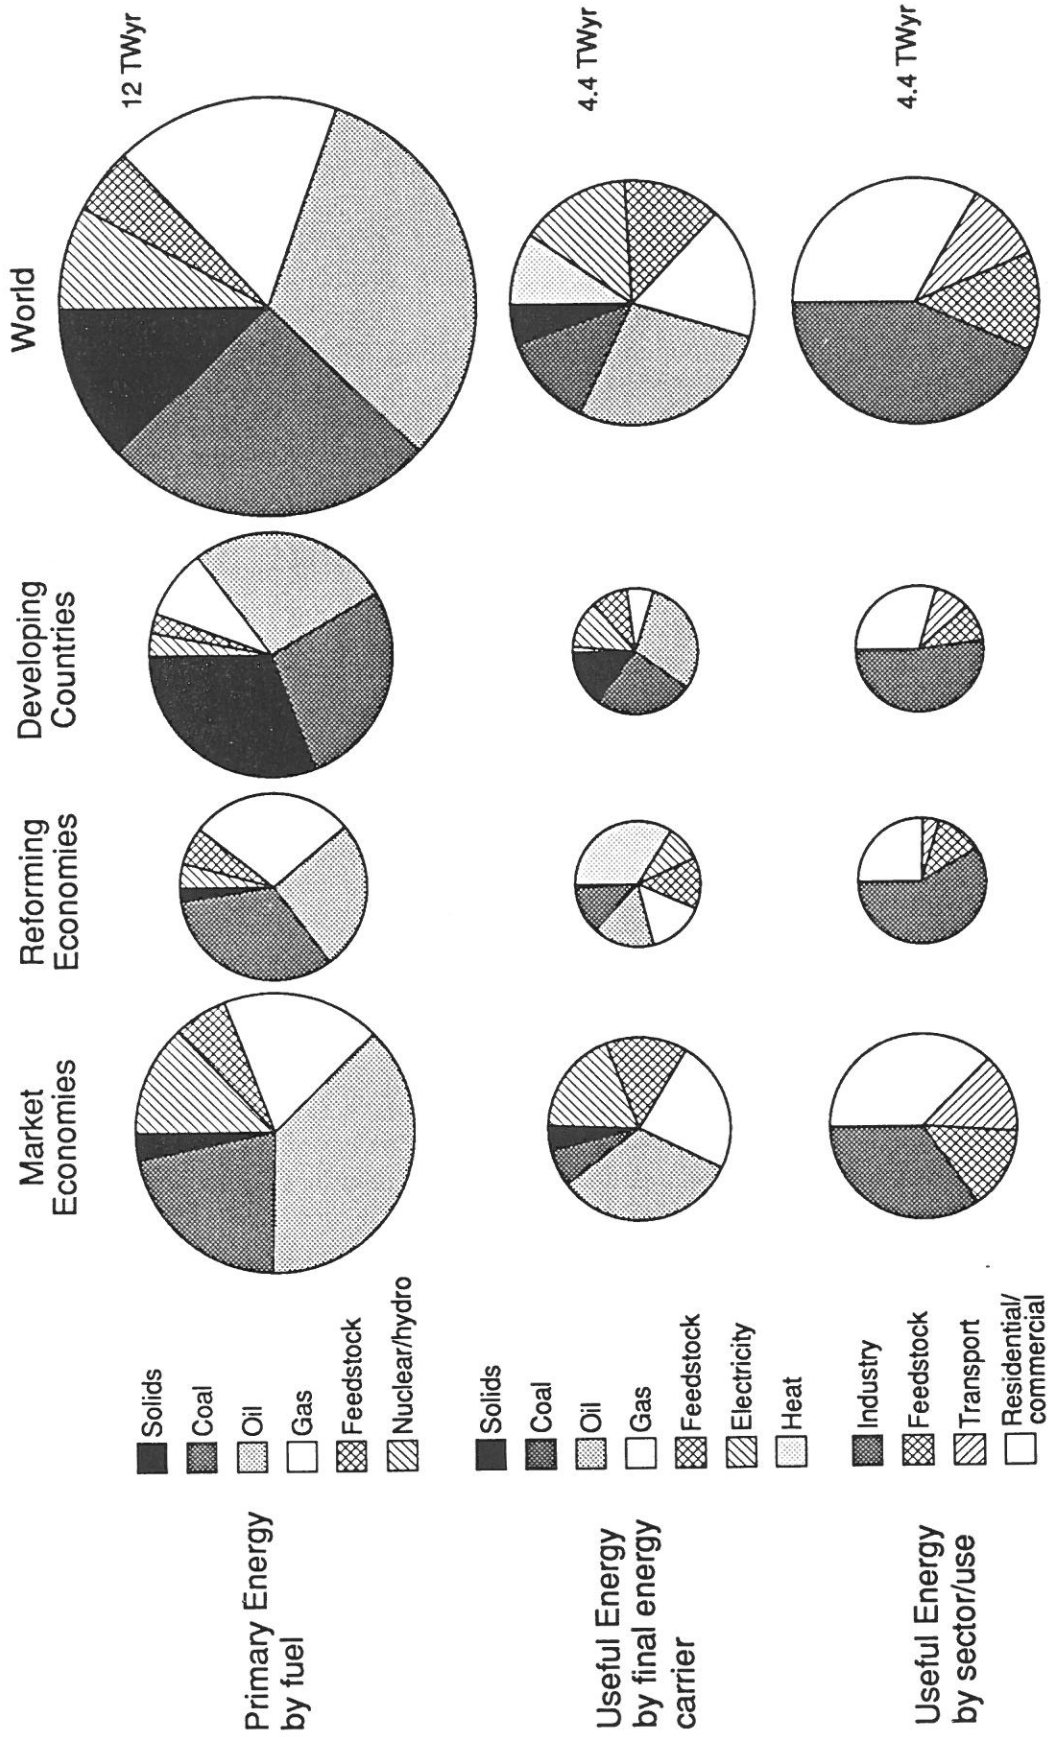 Market
Economies
Reforming
Economies
Developing
Countries
World
Primary Energy
by fuel
Solids
Coal
Oil
Gas
Feedstock
Nuclear/hydro
12 TWyr
Useful Energy
by final energy
carrier
Solids
Coal
Oil
Gas
Feedstock
Electricity
Heat
4.4 TWyr
Useful Energy
by sector/use
Industry
Feedstock
Transport
Residential/
commercial
4.4 TWyr